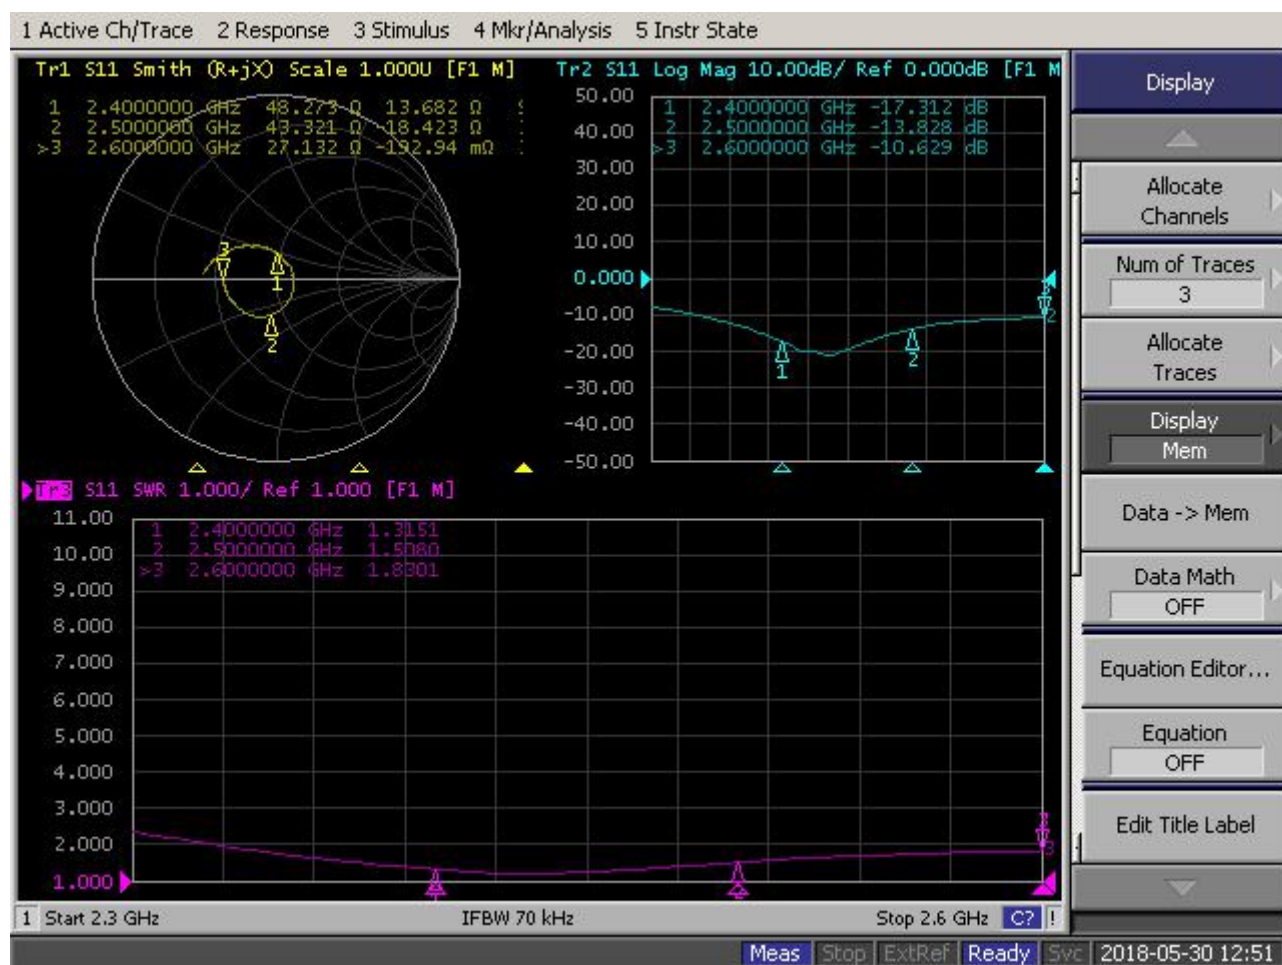 1 Active Ch/Trace 2 Response 3 Stimulus 4 Mkr/Analysis 5 Instr State
Tr1 S11 Smith (R+jX) Scale 1.000U [F1 M]
1 2.4000000 GHz 48.273 Ω 13.682 Ω
2 2.5000000 GHz 43.321 Ω -18.423 Ω
>3 2.6000000 GHz 27.132 Ω -192.94 mΩ
3
1
2
Tr2 S11 Log Mag 10.00dB/ Ref 0.000dB [F1 M
50.00
40.00
30.00
20.00
10.00
0.000
-10.00
-20.00
-30.00
-40.00
-50.00
1 2.4000000 GHz -17.312 dB
2 2.5000000 GHz -13.828 dB
>3 2.6000000 GHz -10.629 dB
3
2
1
2
Tr3 S11 SWR 1.000/ Ref 1.000 [F1 M]
11.00
10.00
9.000
8.000
7.000
6.000
5.000
4.000
3.000
2.000
1.000
1 2.4000000 GHz 1.3151
2 2.5000000 GHz 1.5080
>3 2.6000000 GHz 1.8301
3
1 Start 2.3 GHz IFBW 70 kHz Stop 2.6 GHz C? !
Display
Allocate
Channels
Num of Traces
3
Allocate
Traces
Display
Mem
Data -> Mem
Data Math
OFF
Equation Editor...
Equation
OFF
Edit Title Label
Meas Stop ExtRef Ready Svc 2018-05-30 12:51